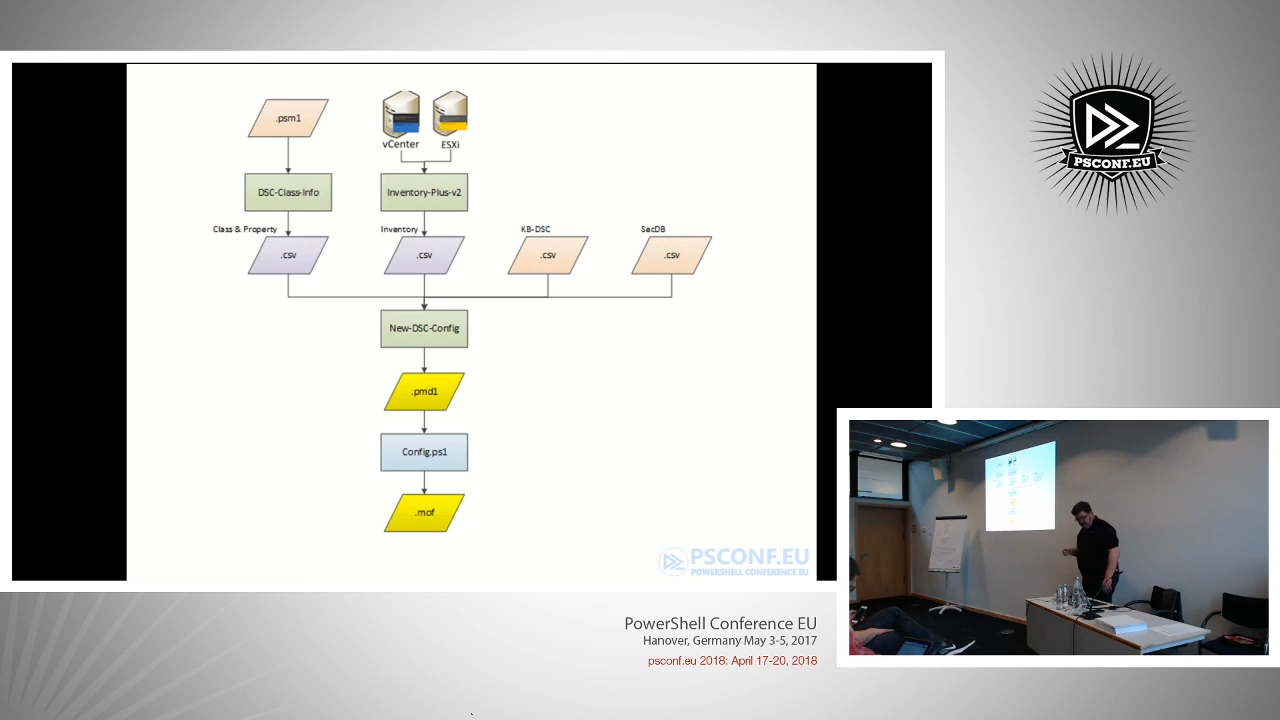 .psm1
vCenter
ESXi
DSC-Class-Info
Inventory-Plus-v2
Class & Property
Inventory
KB-DSC
SecDB
.csv
.csv
.csv
.csv
New-DSC-Config
.pmd1
Config.ps1
.mof
PSCONF.EU
POWERSHELL CONFERENCE EU
PSCONF.EU
PowerShell Conference EU
Hanover, Germany May 3-5, 2017
psconf.eu 2018: April 17-20, 2018